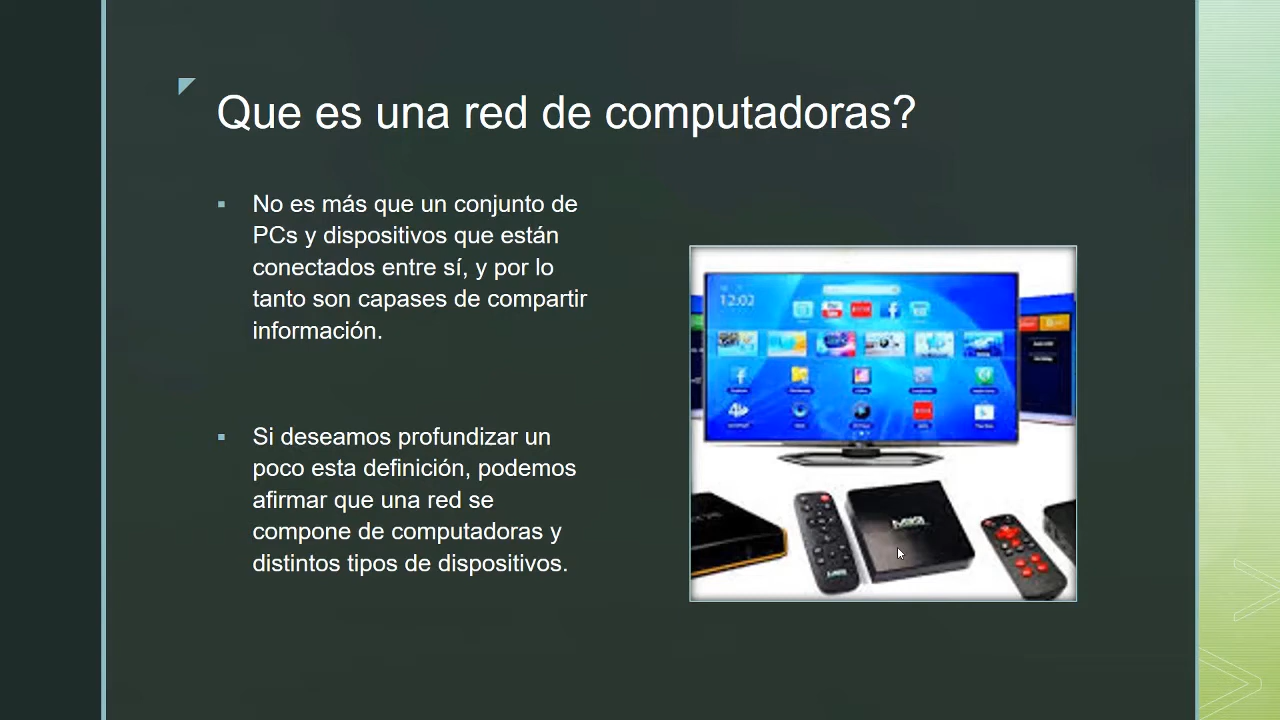 Que es una red de computadoras?
No es más que un conjunto de
PCs y dispositivos que están
conectados entre sí, y por lo
tanto son capases de compartir
información.
Si deseamos profundizar un
poco esta definición, podemos
afirmar que una red se
compone de computadoras y
distintos tipos de dispositivos.
12:02